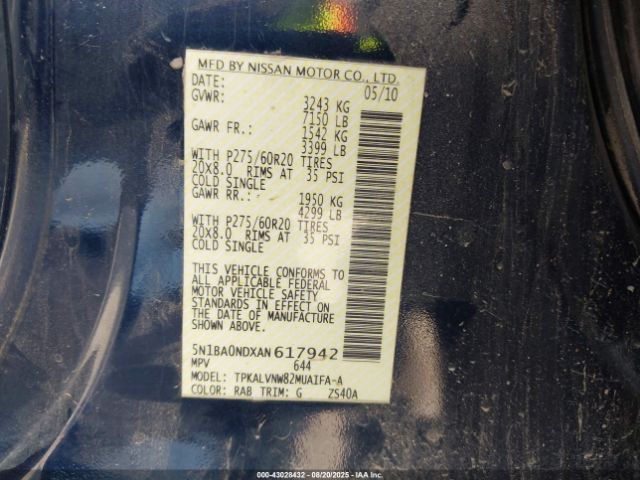 MFD BY NISSAN MOTOR CO., LTD.
DATE: 05/10
GVWR: 3243 KG
7150 LB
GAWR FR.: 1542 KG
3399 LB
WITH P275/60R20 TIRES
20X8.0 RIMS AT 35 PSI
COLD SINGLE
GAWR RR.: 1950 KG
4299 LB
WITH P275/60R20 TIRES
20X8.0 RIMS AT 35 PSI
COLD SINGLE
THIS VEHICLE CONFORMS TO
ALL APPLICABLE FEDERAL
MOTOR VEHICLE SAFETY
STANDARDS IN EFFECT ON
THE DATE OF MANUFACTURE
SHOWN ABOVE.
5N1BA0NDXAN617942
MPV 644
MODEL: TPKALVNW82MUAIFA-A
COLOR: RAB TRIM: G ZS40A
000-43028432 - 08/20/2025 - IAAI.COM